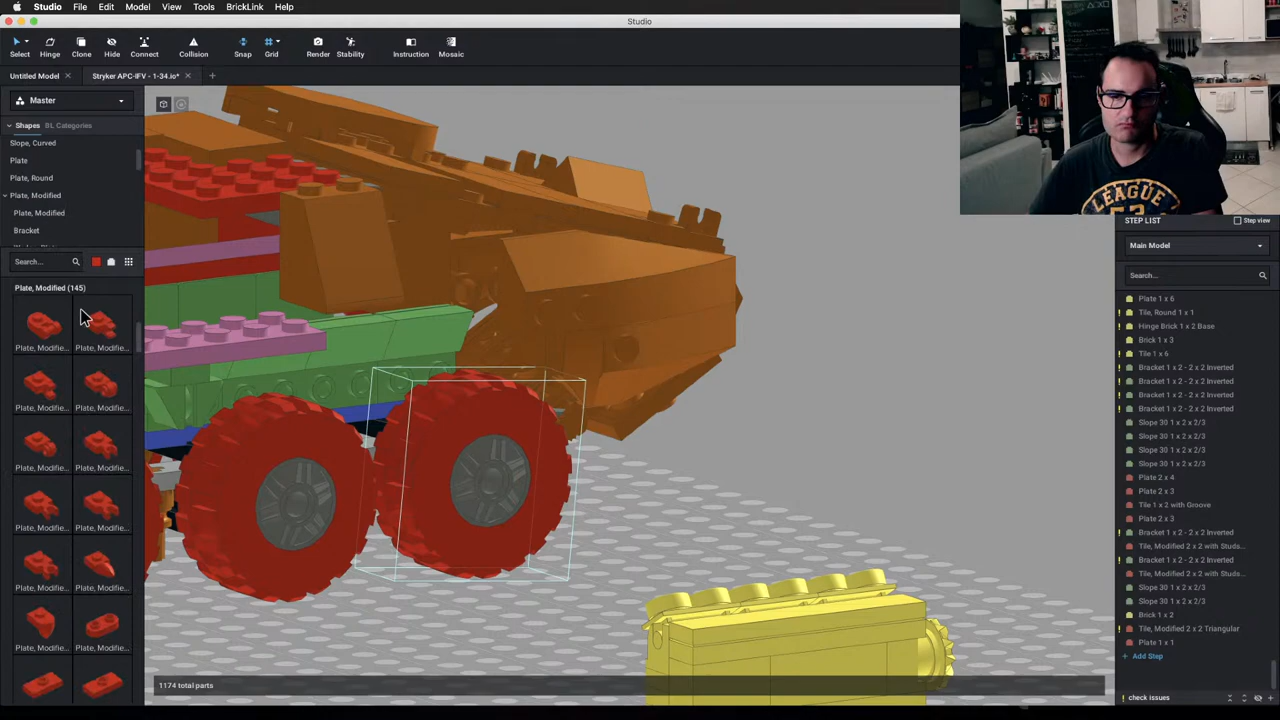 Studio File Edit Model View Tools BrickLink Help
Studio
Select Hinge Clone Hide Connect Collision Snap Grid Render Stability Instruction Mosaic
Untitled Model Stryker APC-IFV - 1-34.io*
Master
Shapes BL Categories
Slope, Curved
Plate
Plate, Round
Plate, Modified
Plate, Modified
Bracket
Search...
Plate, Modified (145)
Plate, Modifie... Plate, Modifie...
Plate, Modifie... Plate, Modifie...
Plate, Modifie... Plate, Modifie...
Plate, Modifie... Plate, Modifie...
Plate, Modifie... Plate, Modifie...
Plate, Modifie... Plate, Modifie...
1174 total parts
LEAGUE
STEP LIST Step view
Main Model
Search...
Plate 1 x 6
Tile, Round 1 x 1
Hinge Brick 1 x 2 Base
Brick 1 x 3
Tile 1 x 6
Bracket 1 x 2 - 2 x 2 Inverted
Bracket 1 x 2 - 2 x 2 Inverted
Bracket 1 x 2 - 2 x 2 Inverted
Bracket 1 x 2 - 2 x 2 Inverted
Slope 30 1 x 2 x 2/3
Slope 30 1 x 2 x 2/3
Slope 30 1 x 2 x 2/3
Slope 30 1 x 2 x 2/3
Plate 2 x 4
Plate 2 x 3
Tile 1 x 2 with Groove
Plate 2 x 3
Bracket 1 x 2 - 2 x 2 Inverted
Tile, Modified 2 x 2 with Studs...
Bracket 1 x 2 - 2 x 2 Inverted
Tile, Modified 2 x 2 with Studs...
Slope 30 1 x 2 x 2/3
Slope 30 1 x 2 x 2/3
Brick 1 x 2
Tile, Modified 2 x 2 Triangular
Plate 1 x 1
+ Add Step
! check issues